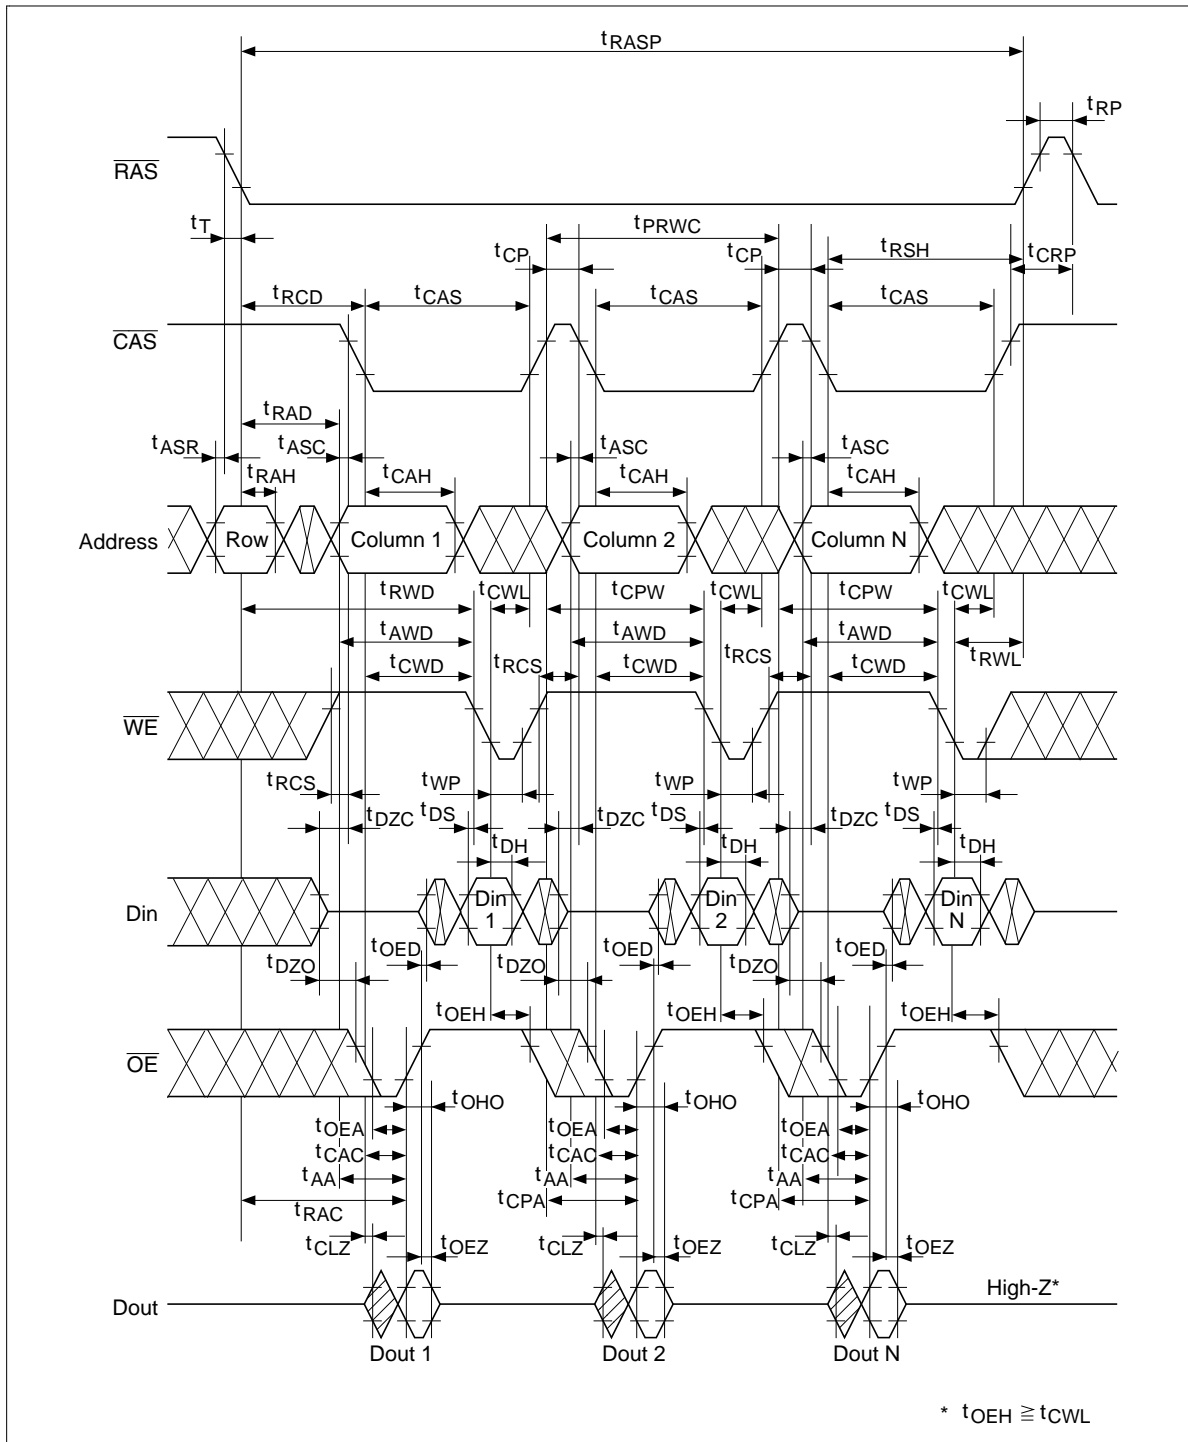 tRASP
tRP
RAS
tT
tPRWC
tCP tCP tRSH tCRP
tRCD tCAS tCAS tCAS
CAS
tRAD
tASR tASC tASC tASC
tRAH tCAH tCAH tCAH
Address Row Column 1 Column 2 Column N
tRWD tCWL tCPW tCWL tCPW tCWL
tAWD tAWD tAWD
tCWD tRCS tCWD tRCS tCWD tRWL
WE
tRCS tWP tWP tWP
tDZC tDS tDZC tDS tDZC tDS
tDH tDH tDH
Din Din 1 Din 2 Din N
tOED tOED tOED
tDZO tDZO tDZO
tOEH tOEH tOEH
OE
tOHO tOHO tOHO
tOEA tOEA tOEA
tCAC tCAC tCAC
tAA tAA tAA
tRAC tCPA tCPA
tCLZ tOEZ tCLZ tOEZ tCLZ tOEZ
High-Z*
Dout
Dout 1 Dout 2 Dout N
* tOEH ≧ tCWL